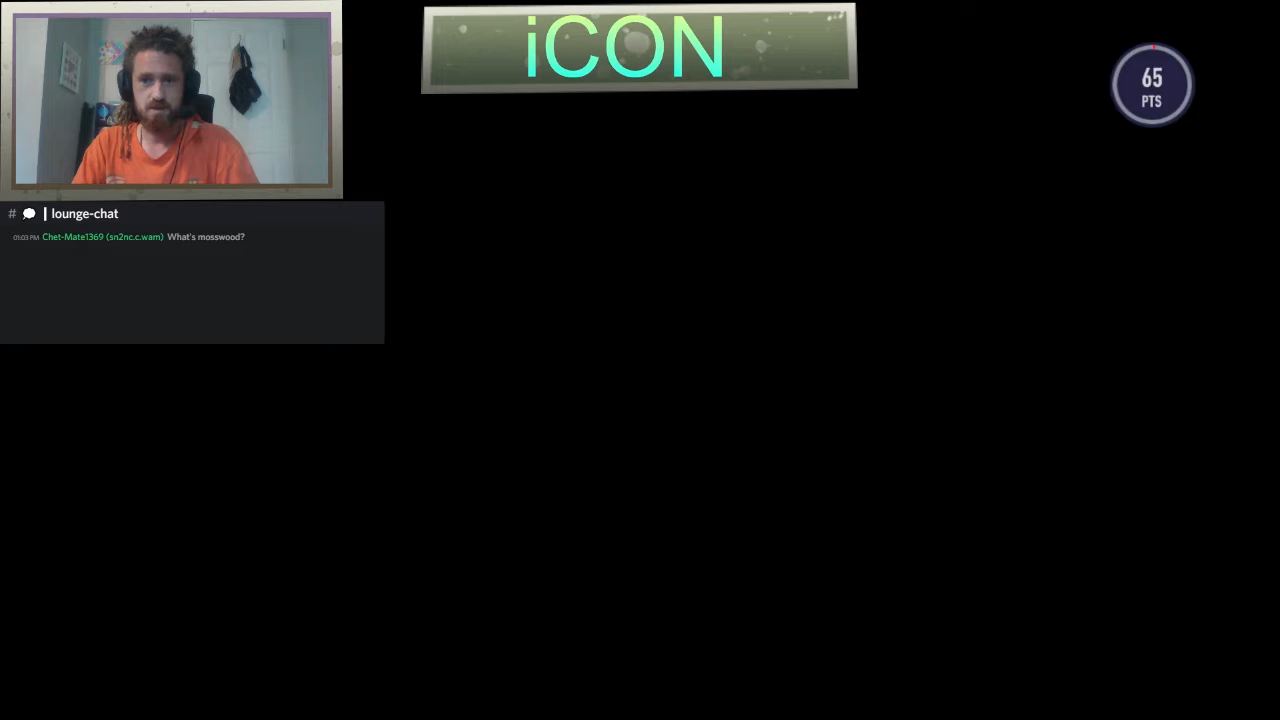 iCON
65
PTS
# 💭 | lounge-chat
01:03 PM Chet-Mate1369 (sn2nc.c.wam) What's mosswood?